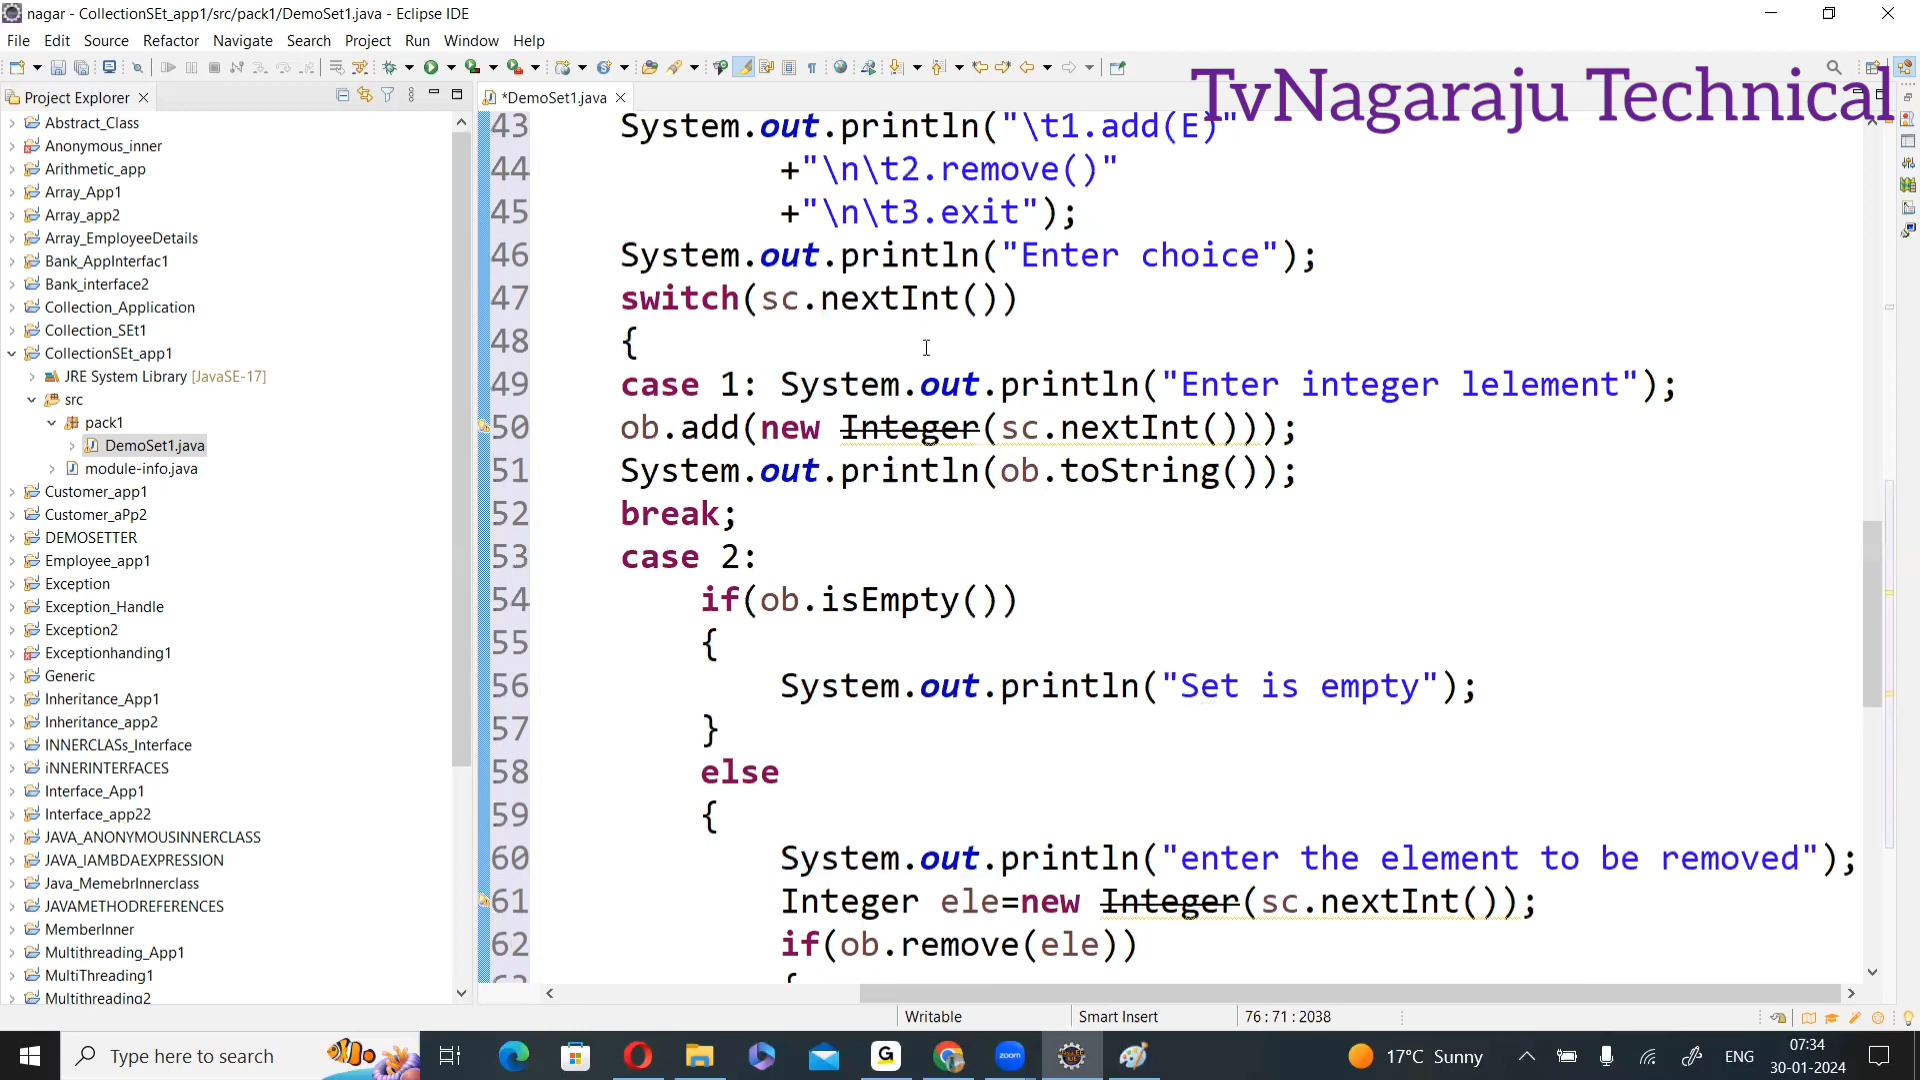 nagar - CollectionSEt_app1/src/pack1/DemoSet1.java - Eclipse IDE
File Edit Source Refactor Navigate Search Project Run Window Help
TvNagaraju Technical
Project Explorer
*DemoSet1.java
Abstract_Class
Anonymous_inner
Arithmetic_app
Array_App1
Array_app2
Array_EmployeeDetails
Bank_AppInterfac1
Bank_interface2
Collection_Application
Collection_SEt1
CollectionSEt_app1
JRE System Library [JavaSE-17]
src
pack1
DemoSet1.java
module-info.java
Customer_app1
Customer_aPp2
DEMOSETTER
Employee_app1
Exception
Exception_Handle
Exception2
Exceptionhanding1
Generic
Inheritance_App1
Inheritance_app2
INNERCLASs_Interface
iNNERINTERFACES
Interface_App1
Interface_app22
JAVA_ANONYMOUSINNERCLASS
JAVA_lAMBDAEXPRESSION
Java_MemebrInnerclass
JAVAMETHODREFERENCES
MemberInner
Multithreading_App1
MultiThreading1
Multithreading2
43 System.out.println("\t1.add(E)"
44 +"\n\t2.remove()"
45 +"\n\t3.exit");
46 System.out.println("Enter choice");
47 switch(sc.nextInt())
48 {
49 case 1: System.out.println("Enter integer lelement");
50 ob.add(new Integer(sc.nextInt()));
51 System.out.println(ob.toString());
52 break;
53 case 2:
54 if(ob.isEmpty())
55 {
56 System.out.println("Set is empty");
57 }
58 else
59 {
60 System.out.println("enter the element to be removed");
61 Integer ele=new Integer(sc.nextInt());
62 if(ob.remove(ele))
63 {
Writable Smart Insert 76 : 71 : 2038
Type here to search
zoom
17°C Sunny
ENG
07:34
30-01-2024